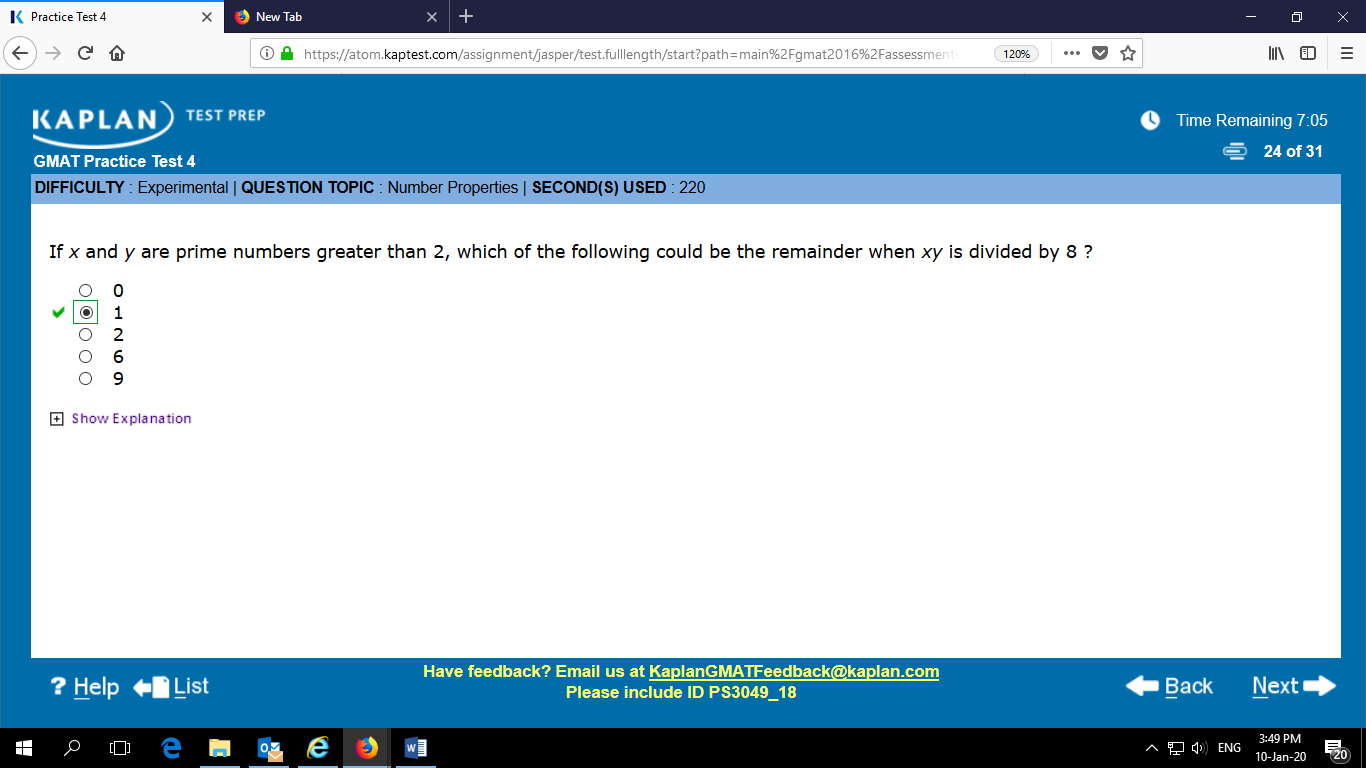 Practice Test 4
New Tab
https://atom.kaptest.com/assignment/jasper/test.fulllength/start?path=main%2Fgmat2016%2Fassessment
120%
KAPLAN TEST PREP
Time Remaining 7:05
GMAT Practice Test 4
24 of 31
DIFFICULTY : Experimental | QUESTION TOPIC : Number Properties | SECOND(S) USED : 220
If x and y are prime numbers greater than 2, which of the following could be the remainder when xy is divided by 8 ?
0
1
2
6
9
Show Explanation
Have feedback? Email us at KaplanGMATFeedback@kaplan.com
Please include ID PS3049_18
? Help
List
Back
Next
ENG
3:49 PM
10-Jan-20
20